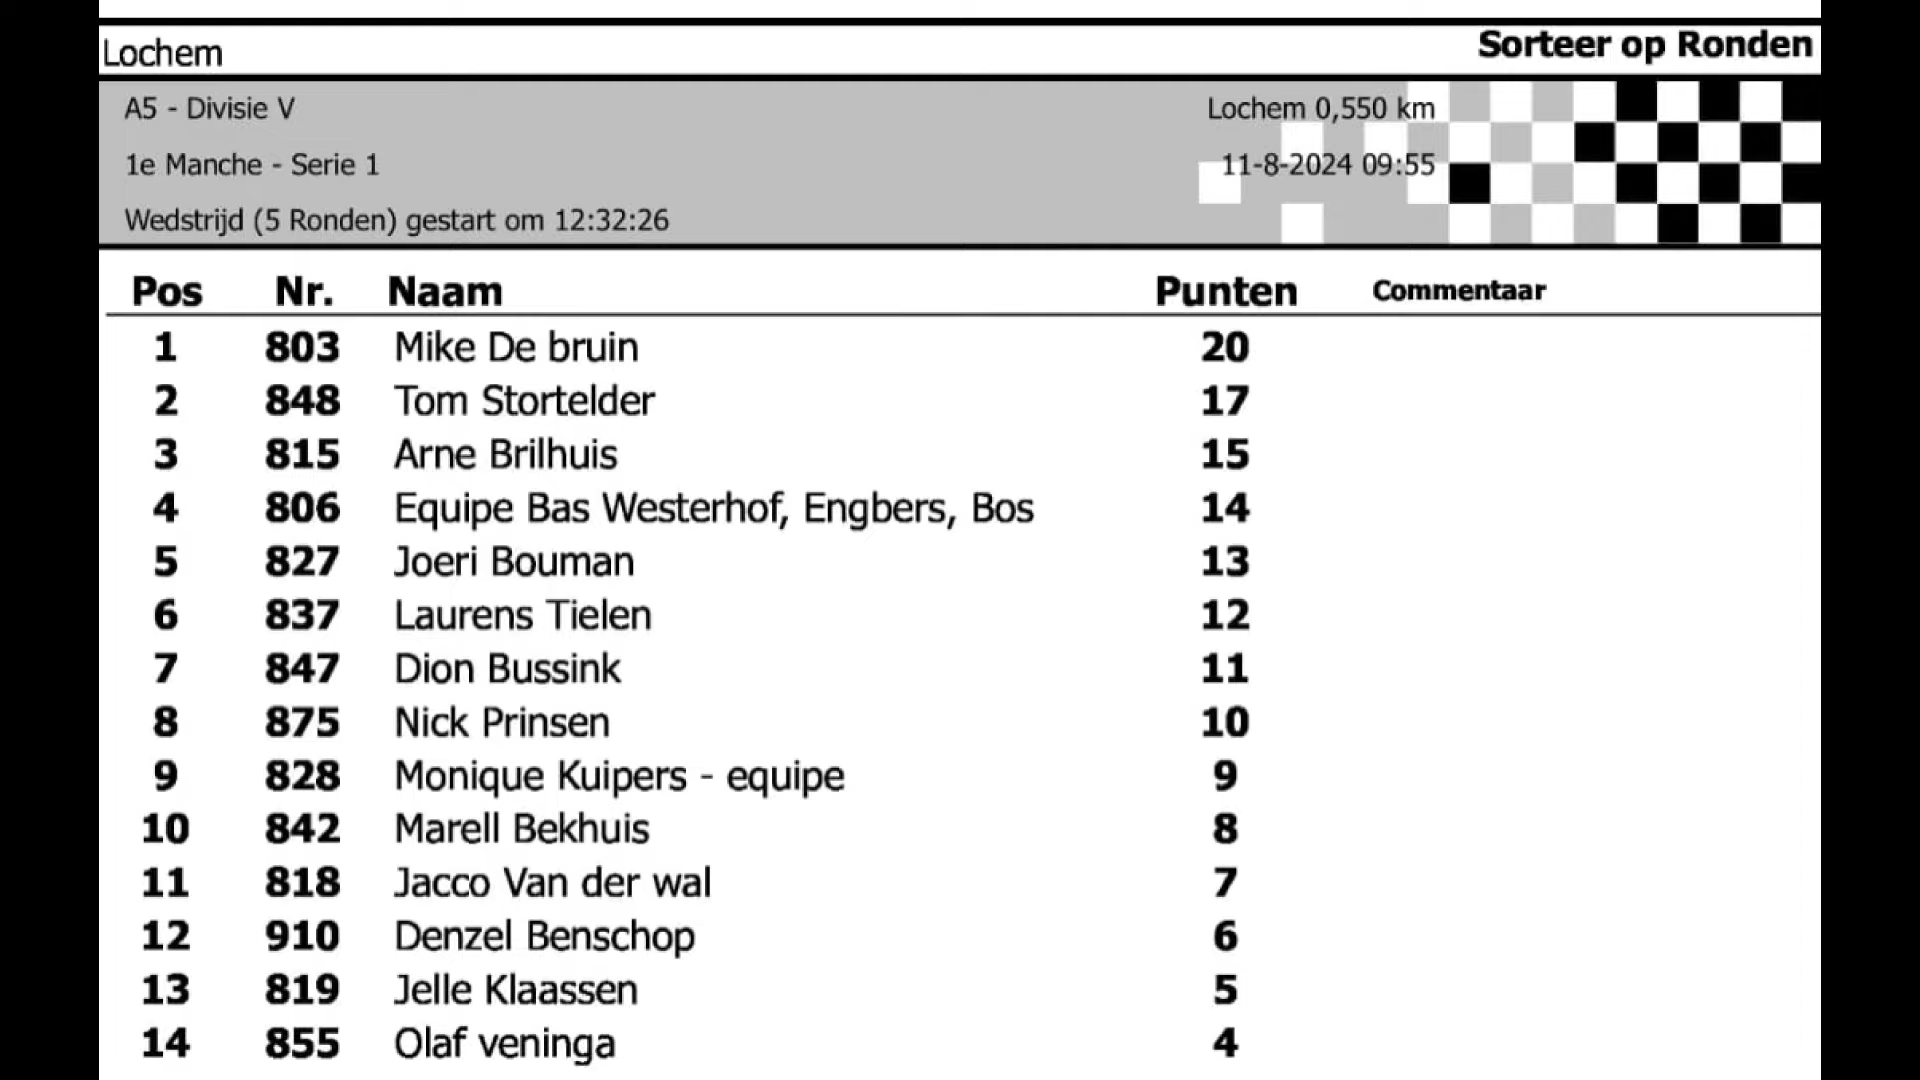 Lochem Sorteer op Ronden
A5 - Divisie V Lochem 0,550 km
1e Manche - Serie 1 11-8-2024 09:55
Wedstrijd (5 Ronden) gestart om 12:32:26
Pos Nr. Naam Punten Commentaar
1 803 Mike De bruin 20
2 848 Tom Stortelder 17
3 815 Arne Brilhuis 15
4 806 Equipe Bas Westerhof, Engbers, Bos 14
5 827 Joeri Bouman 13
6 837 Laurens Tielen 12
7 847 Dion Bussink 11
8 875 Nick Prinsen 10
9 828 Monique Kuipers - equipe 9
10 842 Marell Bekhuis 8
11 818 Jacco Van der wal 7
12 910 Denzel Benschop 6
13 819 Jelle Klaassen 5
14 855 Olaf veninga 4